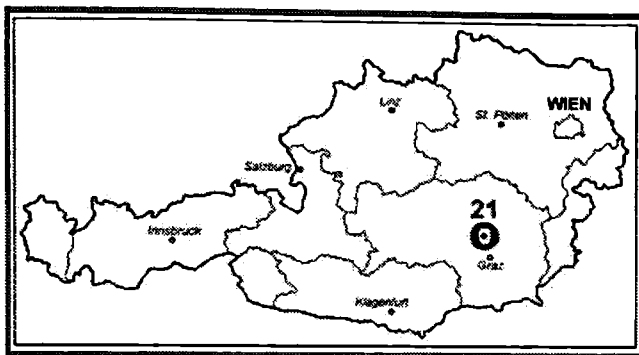 Linz
WIEN
St. Pölten
Salzburg
21
Innsbruck
Graz
Klagenfurt